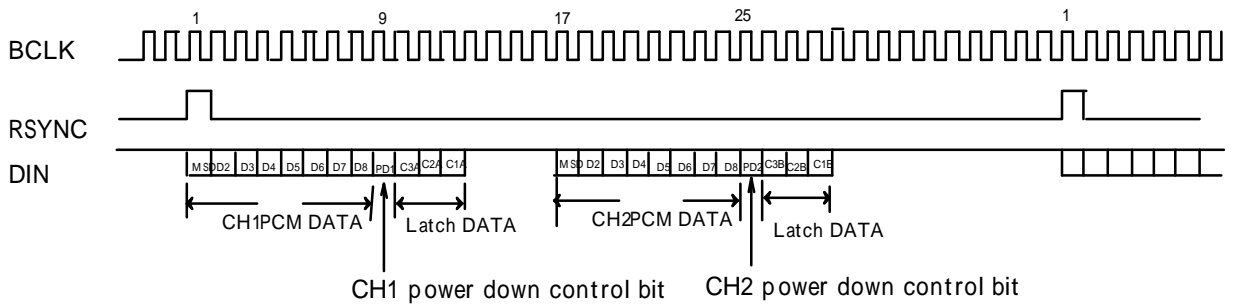 1 9 17 25 1
BCLK
RSYNC
DIN
MSD D2 D3 D4 D5 D6 D7 D8 PD1 C3A C2A C1A MSD D2 D3 D4 D5 D6 D7 D8 PD2 C3B C2B C1B
CH1PCM DATA Latch DATA CH2PCM DATA Latch DATA
CH1 power down control bit CH2 power down control bit